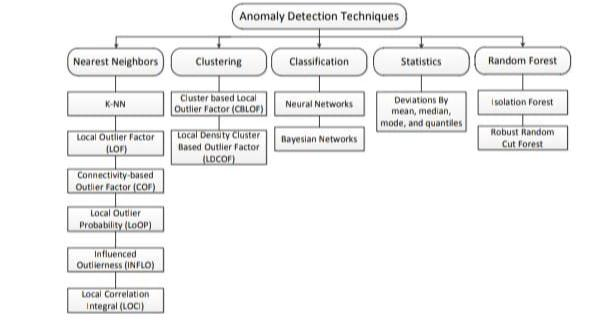 Anomaly Detection Techniques
Nearest Neighbors
Clustering
Classification
Statistics
Random Forest
K-NN
Local Outlier Factor
(LOF)
Connectivity-based
Outlier Factor (COF)
Local Outlier
Probability (LoOP)
Influenced
Outlierness (INFLO)
Local Correlation
Integral (LOCI)
Cluster based Local
Outlier Factor (CBLOF)
Local Density Cluster
Based Outlier Factor
(LDCOF)
Neural Networks
Bayesian Networks
Deviations By
mean, median,
mode, and quantiles
Isolation Forest
Robust Random
Cut Forest